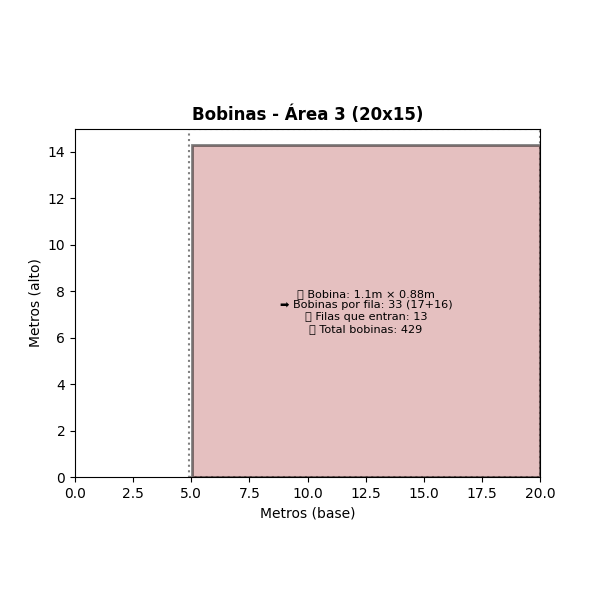 Bobinas - Área 3 (20x15)
14
12
10
8
6
4
2
0
Metros (alto)
▯ Bobina: 1.1m × 0.88m
➡ Bobinas por fila: 33 (17+16)
▯ Filas que entran: 13
▯ Total bobinas: 429
0.0 2.5 5.0 7.5 10.0 12.5 15.0 17.5 20.0
Metros (base)